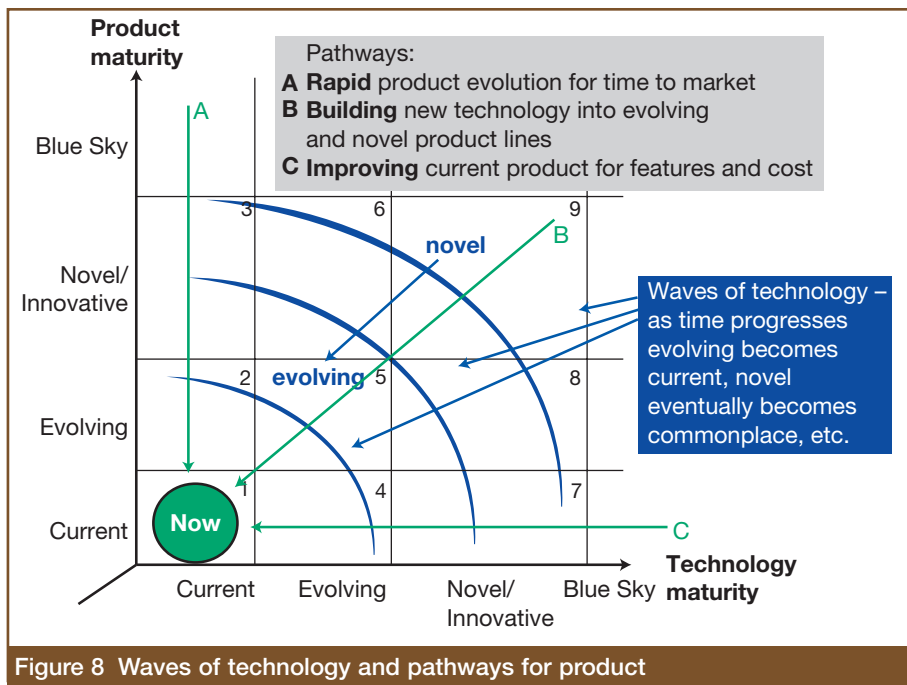 Product
maturity
Pathways:
A Rapid product evolution for time to market
B Building new technology into evolving
and novel product lines
C Improving current product for features and cost
A
Blue Sky
3
6
9
B
novel
Novel/
Innovative
Waves of technology –
as time progresses
evolving becomes
current, novel
eventually becomes
commonplace, etc.
2
evolving
5
8
Evolving
1
4
7
Current
Now
C
Technology
maturity
Current
Evolving
Novel/
Innovative
Blue Sky
Figure 8 Waves of technology and pathways for product